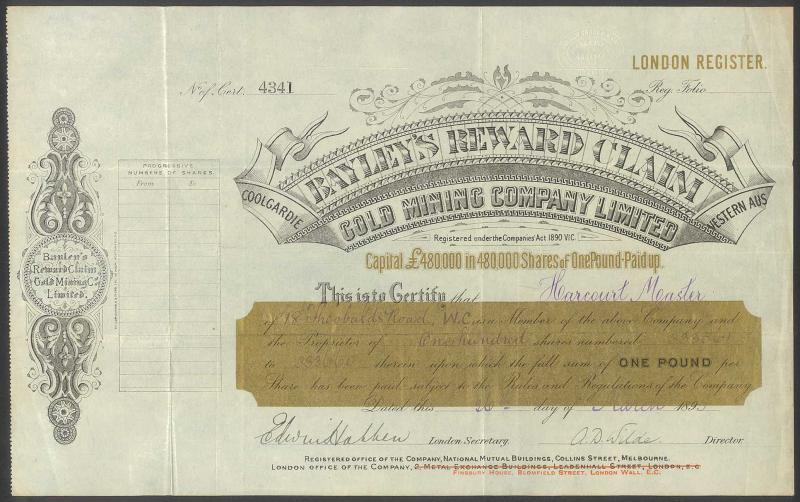 LONDON REGISTER.
No. of Cert. 4341
Reg. Folio
BAYLEY'S REWARD CLAIM
COOLGARDIE
WESTERN AUS
GOLD MINING COMPANY LIMITED
Registered under the Companies' Act 1890 VIC.
Capital £480,000 in 480,000 Shares of One Pound-Paid up.
PROGRESSIVE
NUMBERS OF SHARES.
From to
Bayley's
Reward Claim
Gold Mining Co.
Limited.
This is to Certify that Harcourt Master
of 18 Theobalds Road, W.C. is a Member of the above Company and
the Proprietor of One hundred shares numbered
to therein upon which the full sum of ONE POUND per
Share has been paid subject to the Rules and Regulations of the Company
Dated this day of March 189
Edwin Habben London Secretary. Director
REGISTERED OFFICE OF THE COMPANY, NATIONAL MUTUAL BUILDINGS, COLLINS STREET, MELBOURNE.
LONDON OFFICE OF THE COMPANY, 2, METAL EXCHANGE BUILDINGS, LEADENHALL STREET, LONDON, E.C
FINSBURY HOUSE, BLOMFIELD STREET, LONDON WALL. E.C.